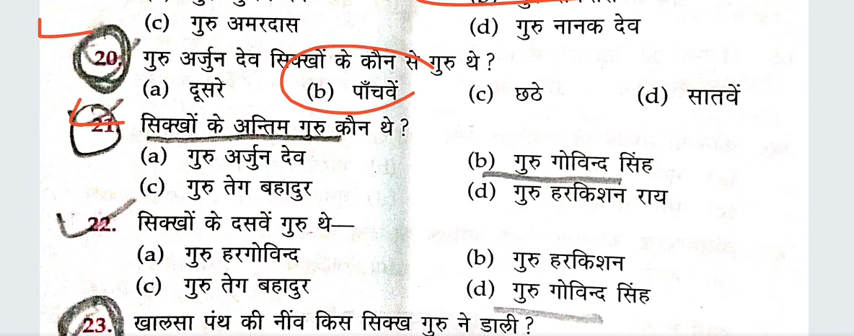 (c) गुरु अमरदास (d) गुरु नानक देव
20. गुरु अर्जुन देव सिक्खों के कौन से गुरु थे?
(a) दूसरे (b) पाँचवें (c) छठे (d) सातवें
21. सिक्खों के अन्तिम गुरु कौन थे?
(a) गुरु अर्जुन देव (b) गुरु गोविन्द सिंह
(c) गुरु तेग बहादुर (d) गुरु हरकिशन राय
22. सिक्खों के दसवें गुरु थे—
(a) गुरु हरगोविन्द (b) गुरु हरकिशन
(c) गुरु तेग बहादुर (d) गुरु गोविन्द सिंह
23. खालसा पंथ की नींव किस सिक्ख गुरु ने डाली?